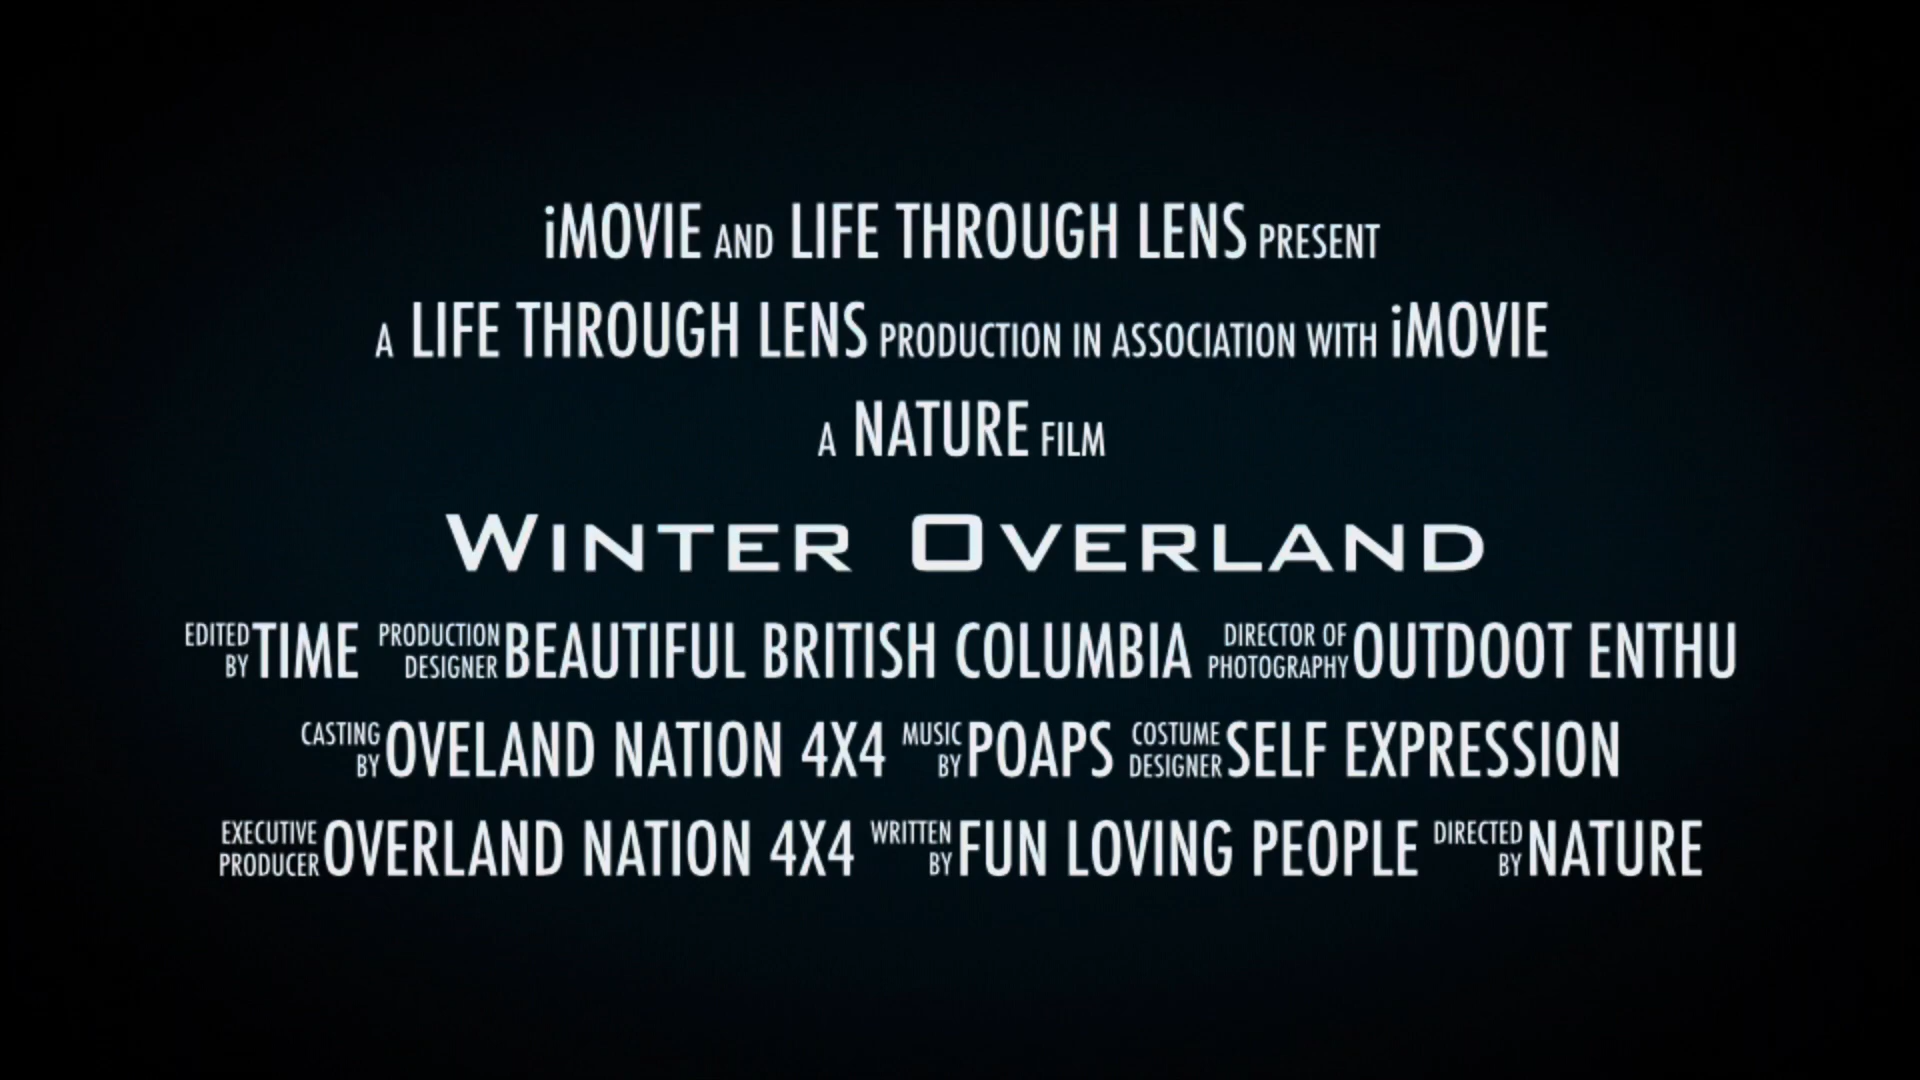 iMOVIE AND LIFE THROUGH LENS PRESENT
A LIFE THROUGH LENS PRODUCTION IN ASSOCIATION WITH iMOVIE
A NATURE FILM
WINTER OVERLAND
EDITED BY TIME PRODUCTION DESIGNER BEAUTIFUL BRITISH COLUMBIA DIRECTOR OF PHOTOGRAPHY OUTDOOT ENTHU
CASTING BY OVELAND NATION 4X4 MUSIC BY POAPS COSTUME DESIGNER SELF EXPRESSION
EXECUTIVE PRODUCER OVERLAND NATION 4X4 WRITTEN BY FUN LOVING PEOPLE DIRECTED BY NATURE